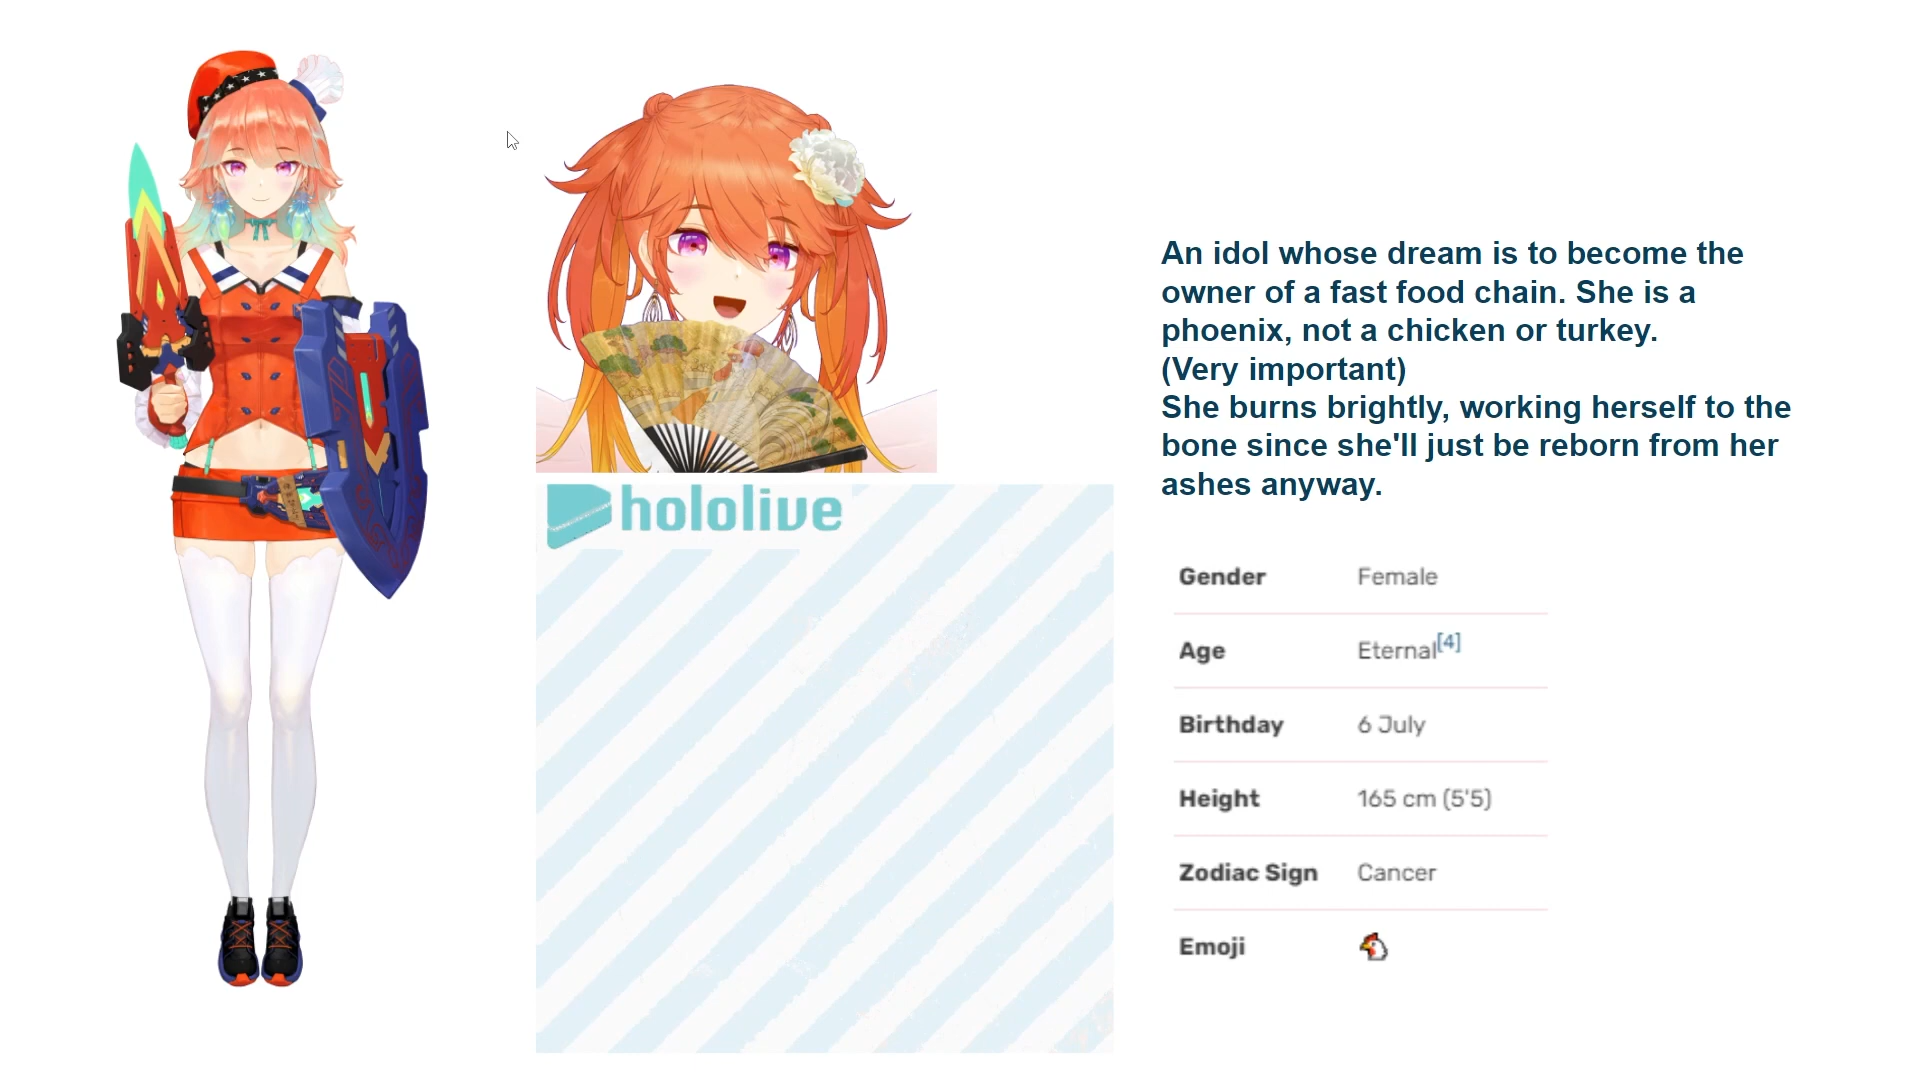 hololive
An idol whose dream is to become the
owner of a fast food chain. She is a
phoenix, not a chicken or turkey.
(Very important)
She burns brightly, working herself to the
bone since she'll just be reborn from her
ashes anyway.
Gender Female
Age Eternal[4]
Birthday 6 July
Height 165 cm (5'5)
Zodiac Sign Cancer
Emoji 🐔